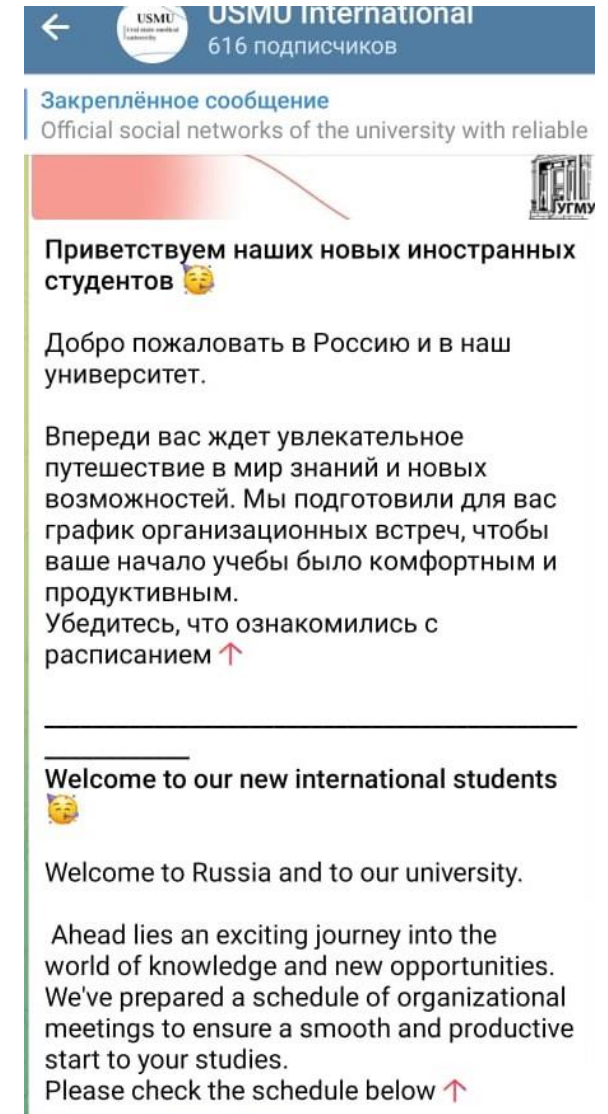 USMU
Ural state medical
university
USMU International
616 подписчиков
Закреплённое сообщение
Official social networks of the university with reliable
УГМУ
Приветствуем наших новых иностранных
студентов 🥳
Добро пожаловать в Россию и в наш
университет.
Впереди вас ждет увлекательное
путешествие в мир знаний и новых
возможностей. Мы подготовили для вас
график организационных встреч, чтобы
ваше начало учебы было комфортным и
продуктивным.
Убедитесь, что ознакомились с
расписанием ↑
Welcome to our new international students
🥳
Welcome to Russia and to our university.
Ahead lies an exciting journey into the
world of knowledge and new opportunities.
We've prepared a schedule of organizational
meetings to ensure a smooth and productive
start to your studies.
Please check the schedule below ↑